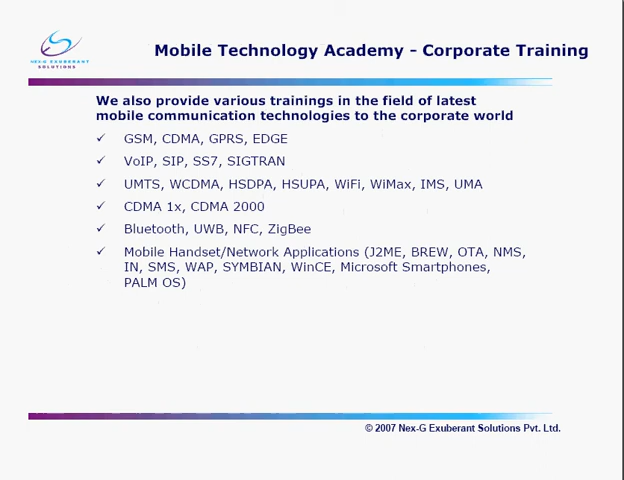 NEX-G EXUBERANT
SOLUTIONS
Mobile Technology Academy - Corporate Training
We also provide various trainings in the field of latest
mobile communication technologies to the corporate world
✓ GSM, CDMA, GPRS, EDGE
✓ VoIP, SIP, SS7, SIGTRAN
✓ UMTS, WCDMA, HSDPA, HSUPA, WiFi, WiMax, IMS, UMA
✓ CDMA 1x, CDMA 2000
✓ Bluetooth, UWB, NFC, ZigBee
✓ Mobile Handset/Network Applications (J2ME, BREW, OTA, NMS,
IN, SMS, WAP, SYMBIAN, WinCE, Microsoft Smartphones,
PALM OS)
© 2007 Nex-G Exuberant Solutions Pvt. Ltd.